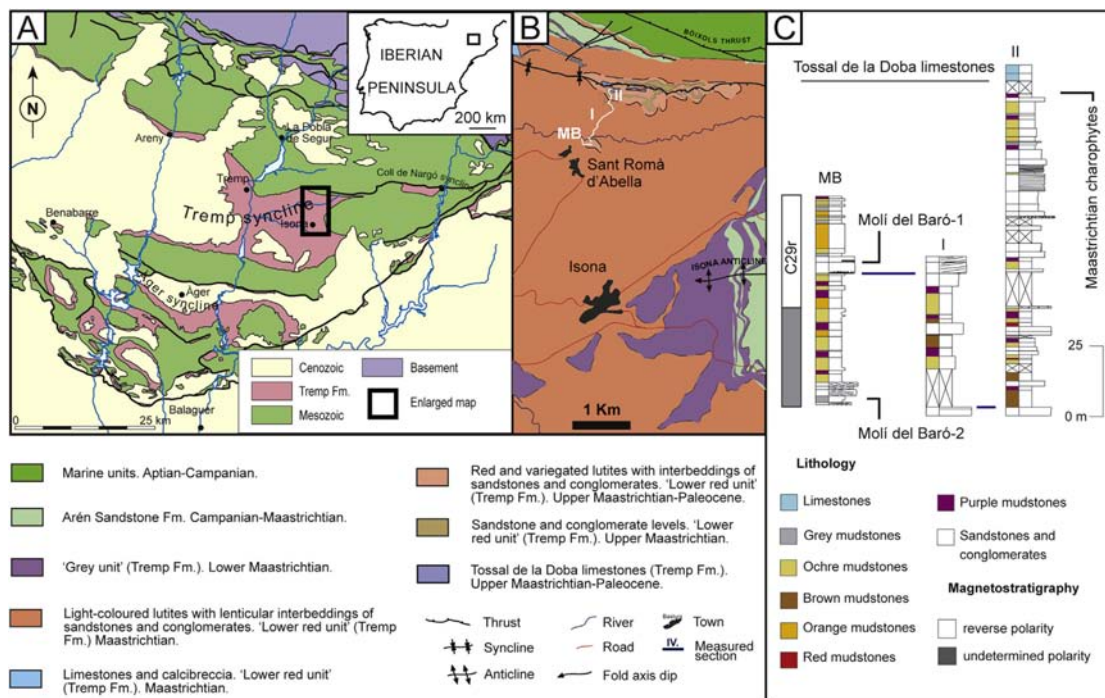 A
N
IBERIAN
PENINSULA
200 km
Areny
La Pobla
de Segur
Tremp
Coll de Nargó syncline
Tremp syncline
Isona
Benabarre
Àger
Àger syncline
Balaguer
0
25 km
Cenozoic
Tremp Fm.
Mesozoic
Basement
Enlarged map
B
BÓIXOLS THRUST
II
I
MB
Sant Romà
d'Abella
Isona
ISONA ANTICLINE
1 Km
C
II
Tossal de la Doba limestones
MB
Molí del Baró-1
I
C29r
Maastrichtian charophytes
25
0 m
Molí del Baró-2
Lithology
Limestones
Grey mudstones
Ochre mudstones
Brown mudstones
Orange mudstones
Red mudstones
Purple mudstones
Sandstones and
conglomerates
Magnetostratigraphy
reverse polarity
undetermined polarity
Marine units. Aptian-Campanian.
Arén Sandstone Fm. Campanian-Maastrichtian.
'Grey unit' (Tremp Fm.). Lower Maastrichtian.
Light-coloured lutites with lenticular interbeddings of
sandstones and conglomerates. 'Lower red unit' (Tremp
Fm.) Maastrichtian.
Limestones and calcibreccia. 'Lower red unit'
(Tremp Fm.). Maastrichtian.
Red and variegated lutites with interbeddings of
sandstones and conglomerates. 'Lower red unit'
(Tremp Fm.). Upper Maastrichtian-Paleocene.
Sandstone and conglomerate levels. 'Lower
red unit' (Tremp Fm.). Upper Maastrichtian.
Tossal de la Doba limestones (Tremp Fm.).
Upper Maastrichtian-Paleocene.
Thrust
Syncline
Anticline
River
Road
Fold axis dip
Town
IV.
Measured
section